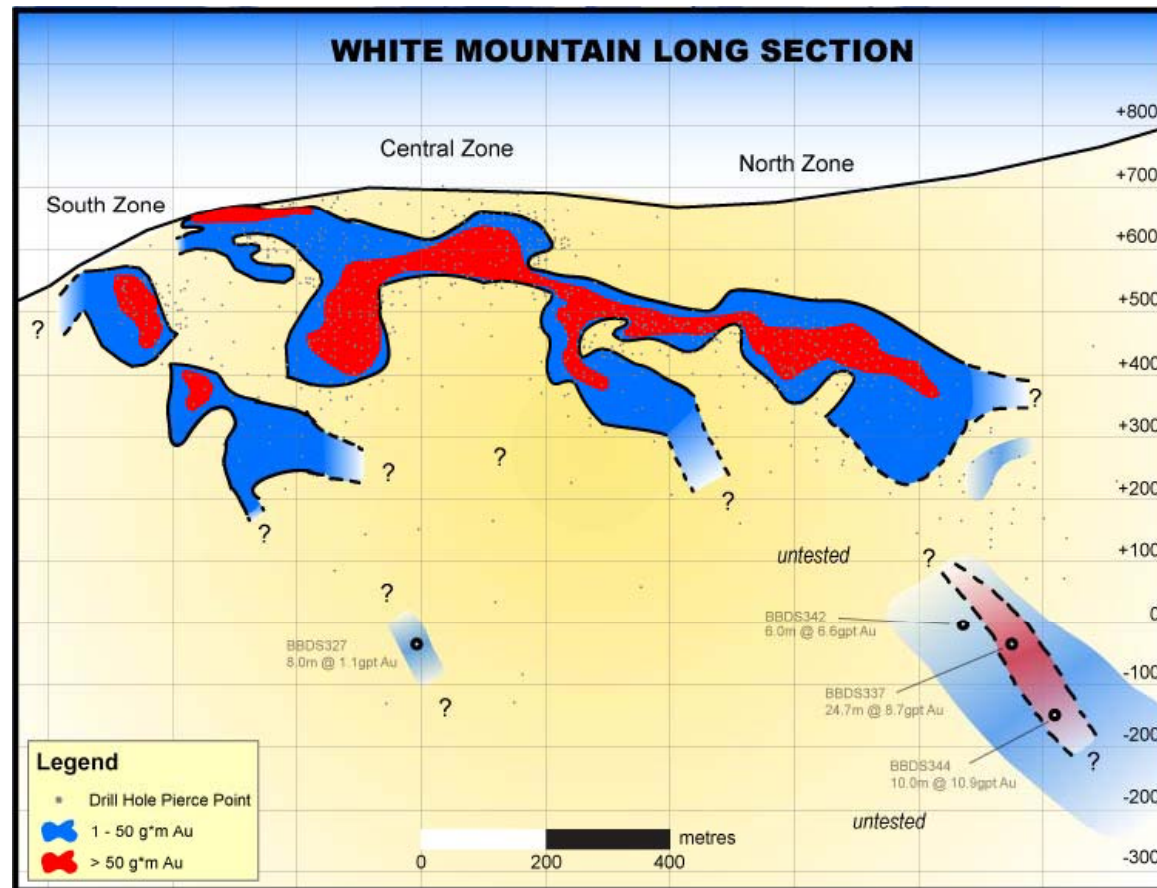 WHITE MOUNTAIN LONG SECTION
+800
Central Zone
North Zone
+700
South Zone
+600
+500
?
+400
?
+300
?
?
?
+200
?
?
untested
+100
?
?
BBDS342
6.0m @ 6.6gpt Au
0
BBDS327
8.0m @ 1.1gpt Au
BBDS337
24.7m @ 8.7gpt Au
-100
?
-200
?
BBDS344
10.0m @ 10.9gpt Au
-200
untested
-300
Legend
Drill Hole Pierce Point
1 - 50 g*m Au
> 50 g*m Au
metres
0 200 400